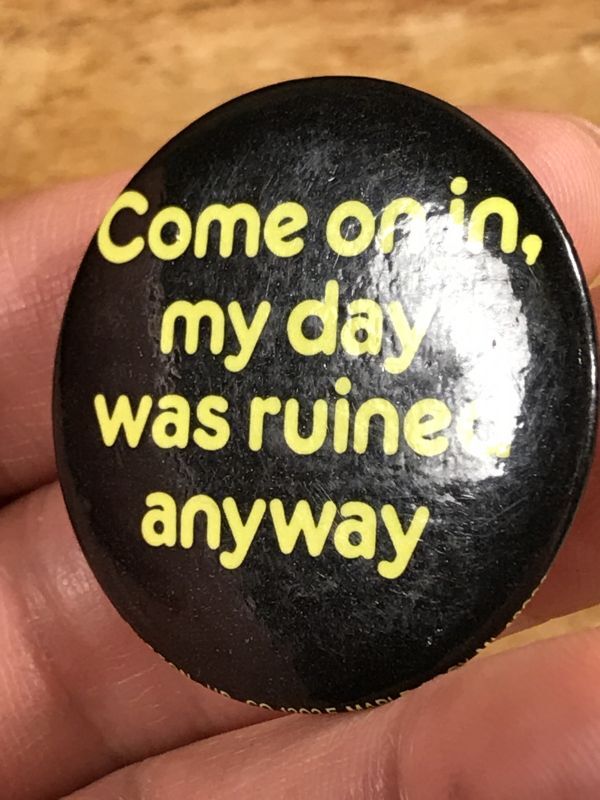 Come on in,
my day
was ruined
anyway